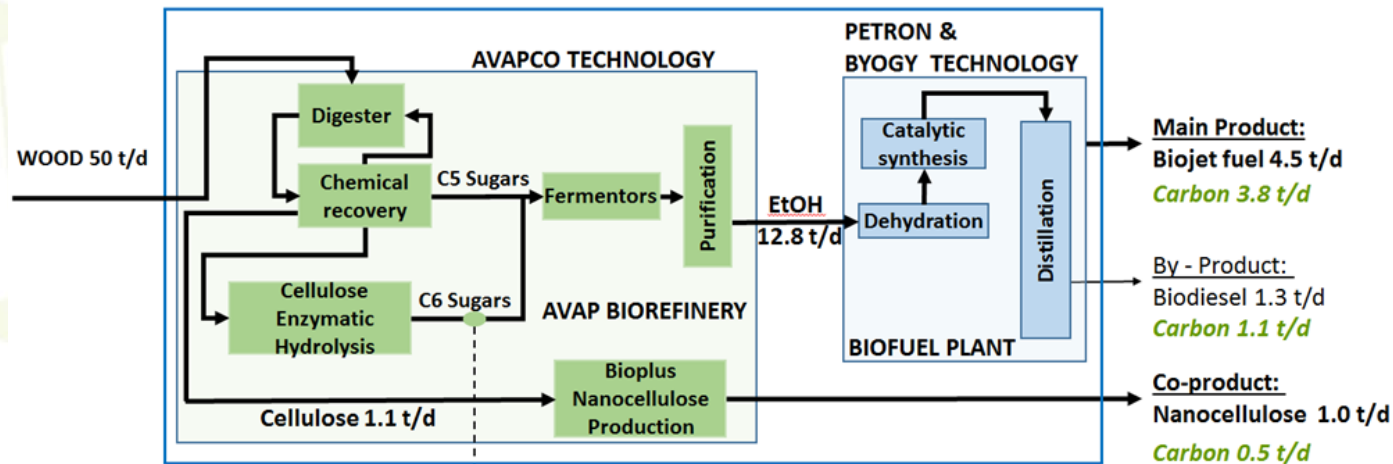 PETRON &
BYOGY TECHNOLOGY
AVAPCO TECHNOLOGY
WOOD 50 t/d
Digester
Chemical
recovery
C5 Sugars
Fermentors
Purification
EtOH
12.8 t/d
Catalytic
synthesis
Dehydration
Distillation
Main Product:
Biojet fuel 4.5 t/d
Carbon 3.8 t/d
Cellulose
Enzymatic
Hydrolysis
C6 Sugars
AVAP BIOREFINERY
BIOFUEL PLANT
By - Product:
Biodiesel 1.3 t/d
Carbon 1.1 t/d
Cellulose 1.1 t/d
Bioplus
Nanocellulose
Production
Co-product:
Nanocellulose 1.0 t/d
Carbon 0.5 t/d